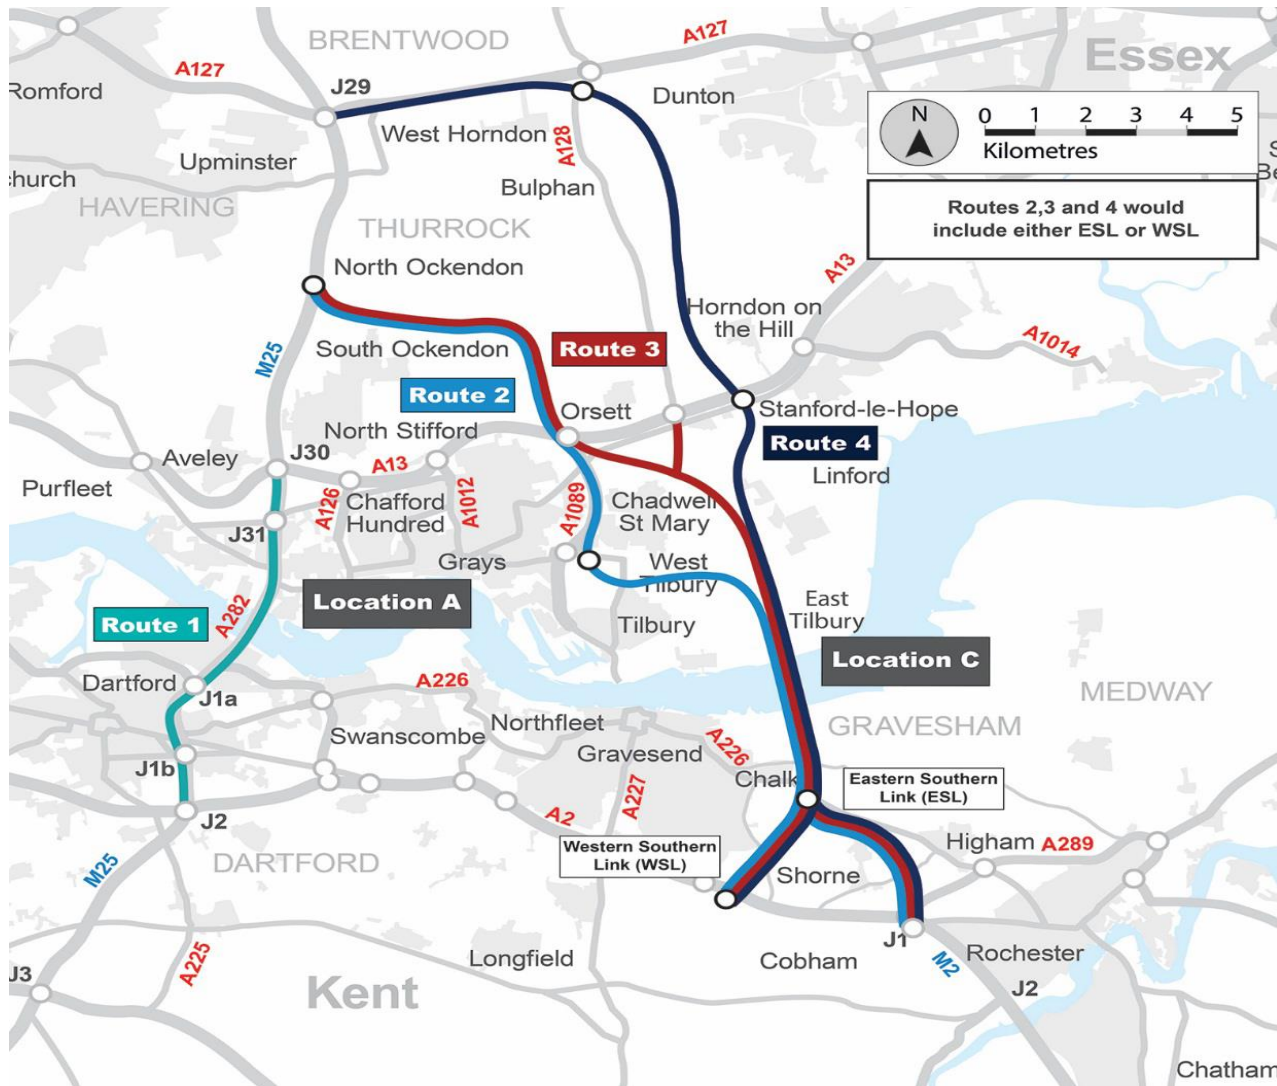 BRENTWOOD
A127
Essex
A127
J29
Romford
Dunton
N
0 1 2 3 4 5
Kilometres
West Horndon
A128
Upminster
church
Bulphan
HAVERING
THURROCK
Routes 2,3 and 4 would
include either ESL or WSL
North Ockendon
A13
Horndon on
the Hill
M25
South Ockendon
Route 3
A1014
Route 2
Orsett
Stanford-le-Hope
North Stifford
Route 4
Aveley
J30
A13
Linford
Purfleet
A126
Chafford
Hundred
A1012
A1089
Chadwell
St Mary
J31
Grays
West
Tilbury
Location A
East
Tilbury
A282
Route 1
Tilbury
Location C
Dartford
J1a
A226
MEDWAY
Northfleet
GRAVESHAM
Swanscombe
Gravesend
A226
J1b
Chalk
Eastern Southern
Link (ESL)
A227
J2
A2
Western Southern
Link (WSL)
Higham
A289
M25
DARTFORD
Shorne
J1
A225
Longfield
Cobham
M2
Rochester
J3
Kent
J2
Chatham